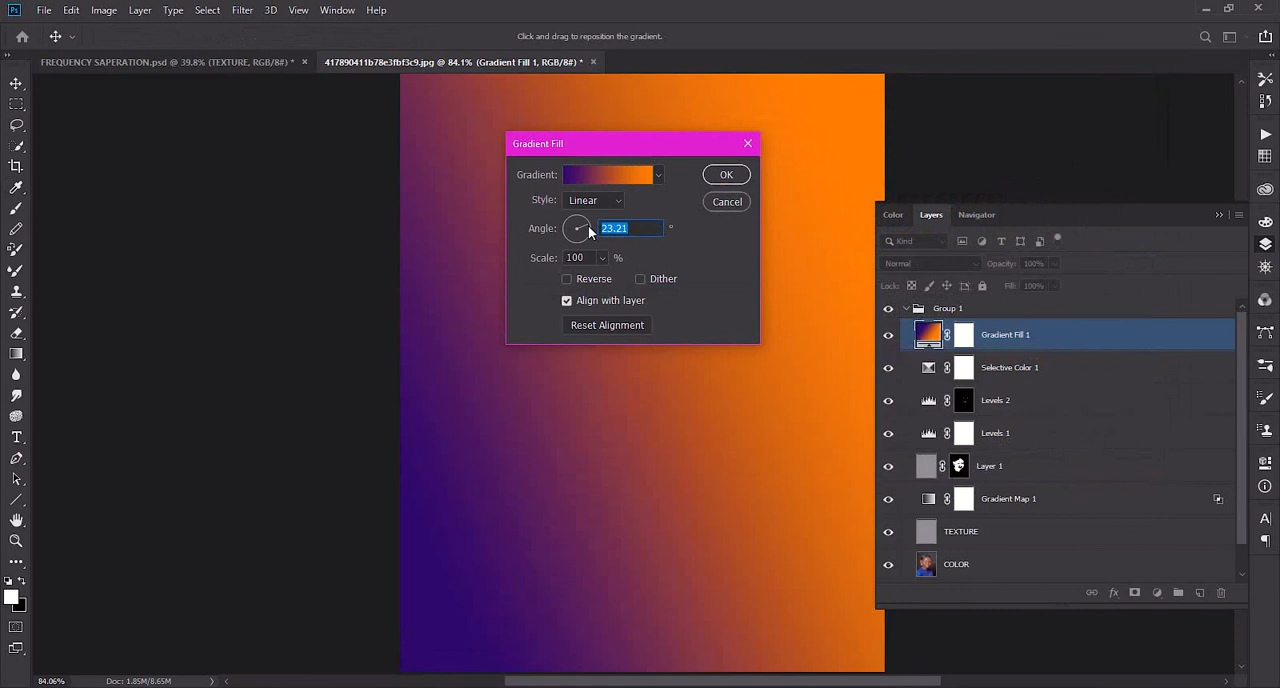 Ps File Edit Image Layer Type Select Filter 3D View Window Help
Click and drag to reposition the gradient.
FREQUENCY SAPERATION.psd @ 39.8% (TEXTURE, RGB/8#) * × 417890411b78e3fbf3c9.jpg @ 84.1% (Gradient Fill 1, RGB/8#) * ×
Gradient Fill
Gradient: OK
Style: Linear Cancel
Angle: 23.21 °
Scale: 100 %
Reverse Dither
Align with layer
Reset Alignment
Color Layers Navigator
Kind
Normal Opacity: 100%
Lock: Fill: 100%
Group 1
Gradient Fill 1
Selective Color 1
Levels 2
Levels 1
Layer 1
Gradient Map 1
TEXTURE
COLOR
84.06% Doc: 1.85M/8.65M